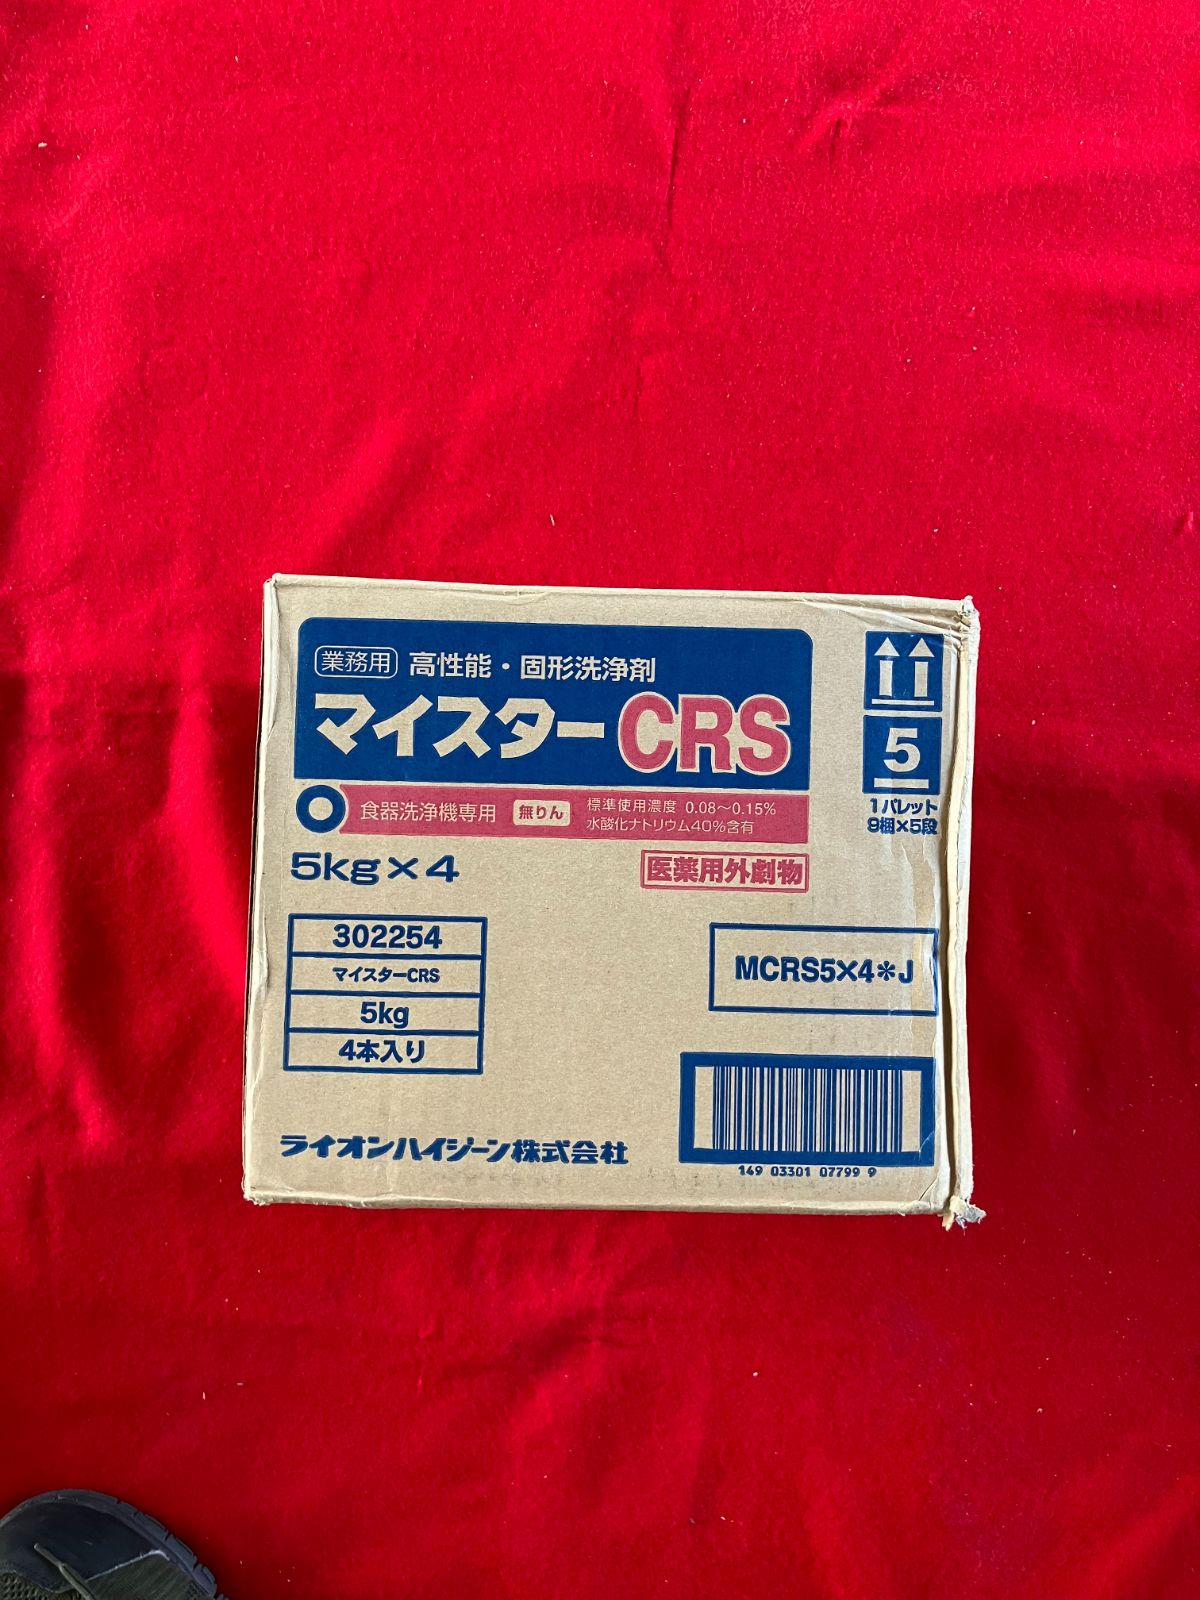 業務用 高性能・固形洗浄剤
マイスターCRS
食器洗浄機専用 無りん 標準使用濃度 0.08〜0.15%
水酸化ナトリウム40%含有
5kg×4
医薬用外劇物
5
1パレット
9梱×5段
302254
マイスターCRS
5kg
4本入り
MCRS5×4＊J
149 03301 07799 9
ライオンハイジーン株式会社